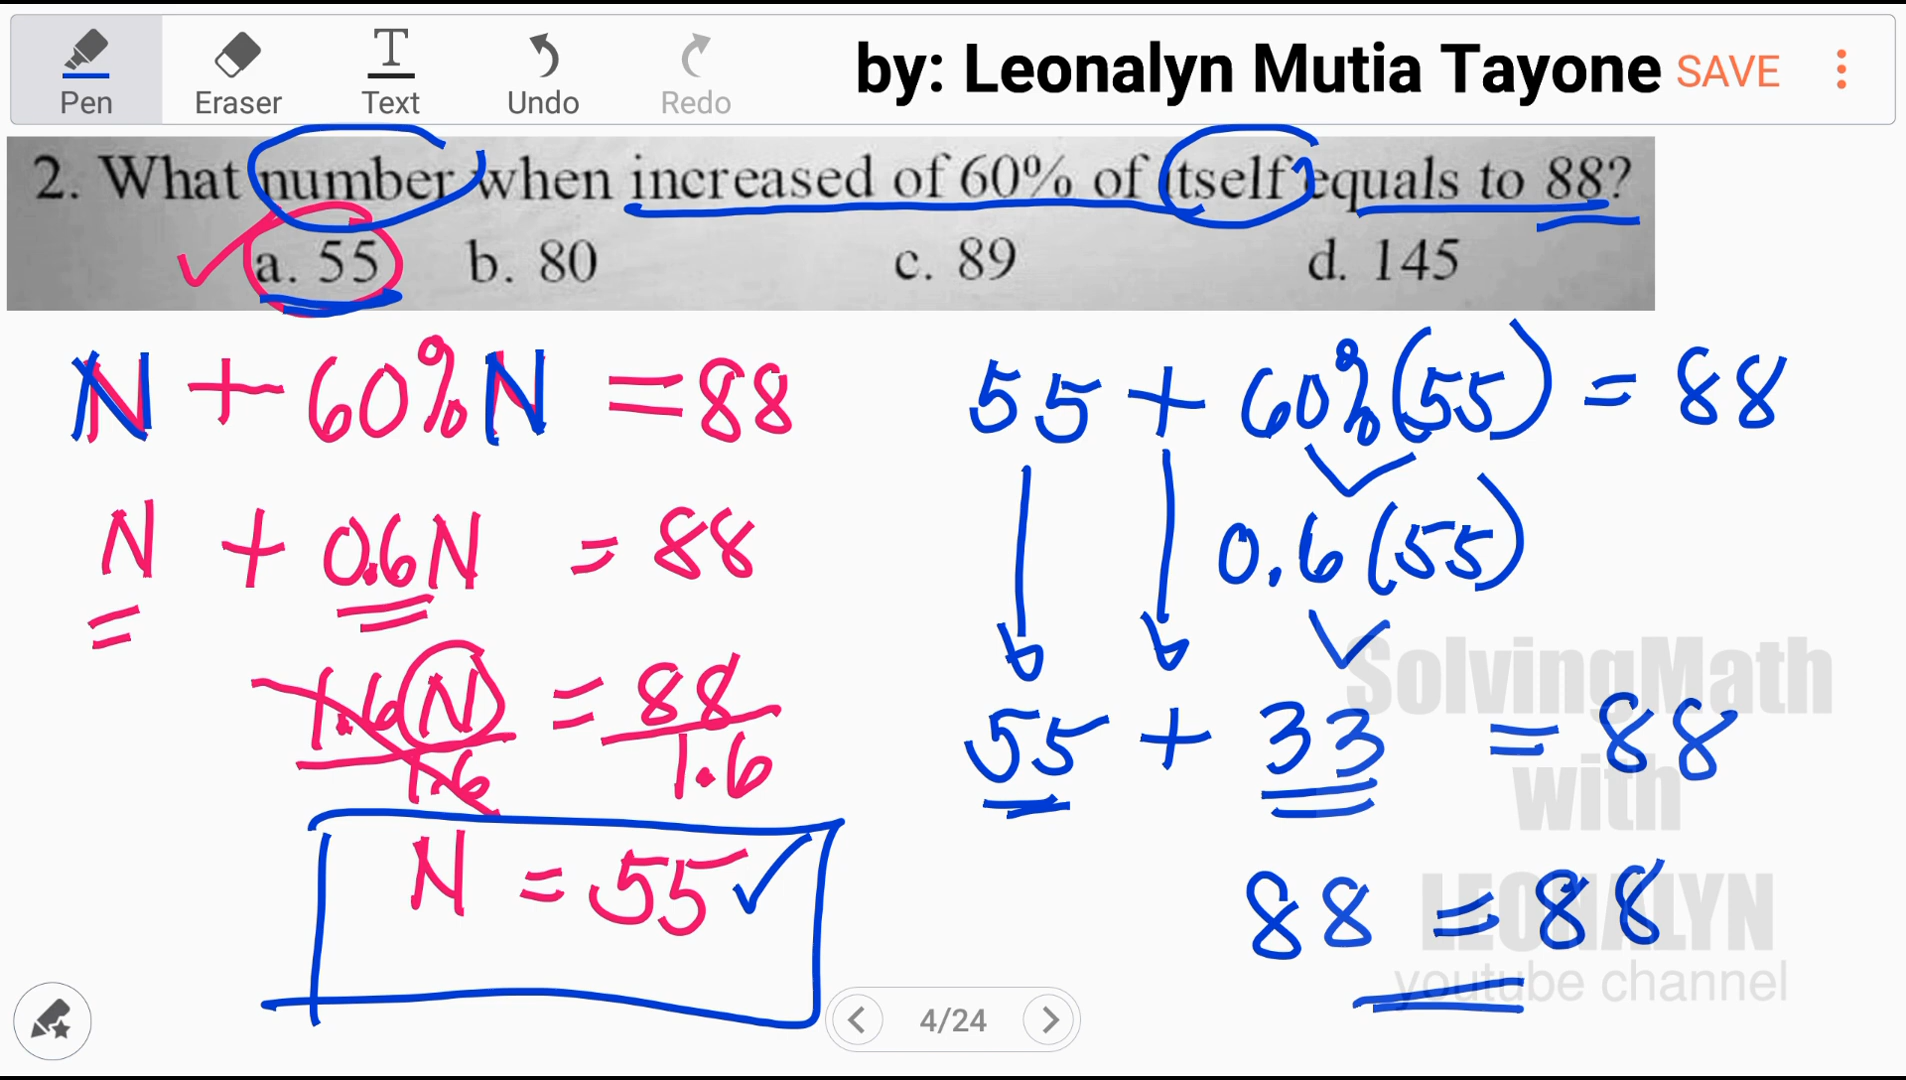 Pen Eraser Text Undo Redo by: Leonalyn Mutia Tayone SAVE
2. What number when increased of 60% of itself equals to 88?
a. 55 b. 80 c. 89 d. 145
N + 60% N = 88
N + 0.6N = 88
1.6N = 88
1.6 1.6
N = 55
55 + 60% (55) = 88
0.6 (55)
55 + 33 = 88
88 = 88
SolvingMath
with
LEONALYN
youtube channel
4/24